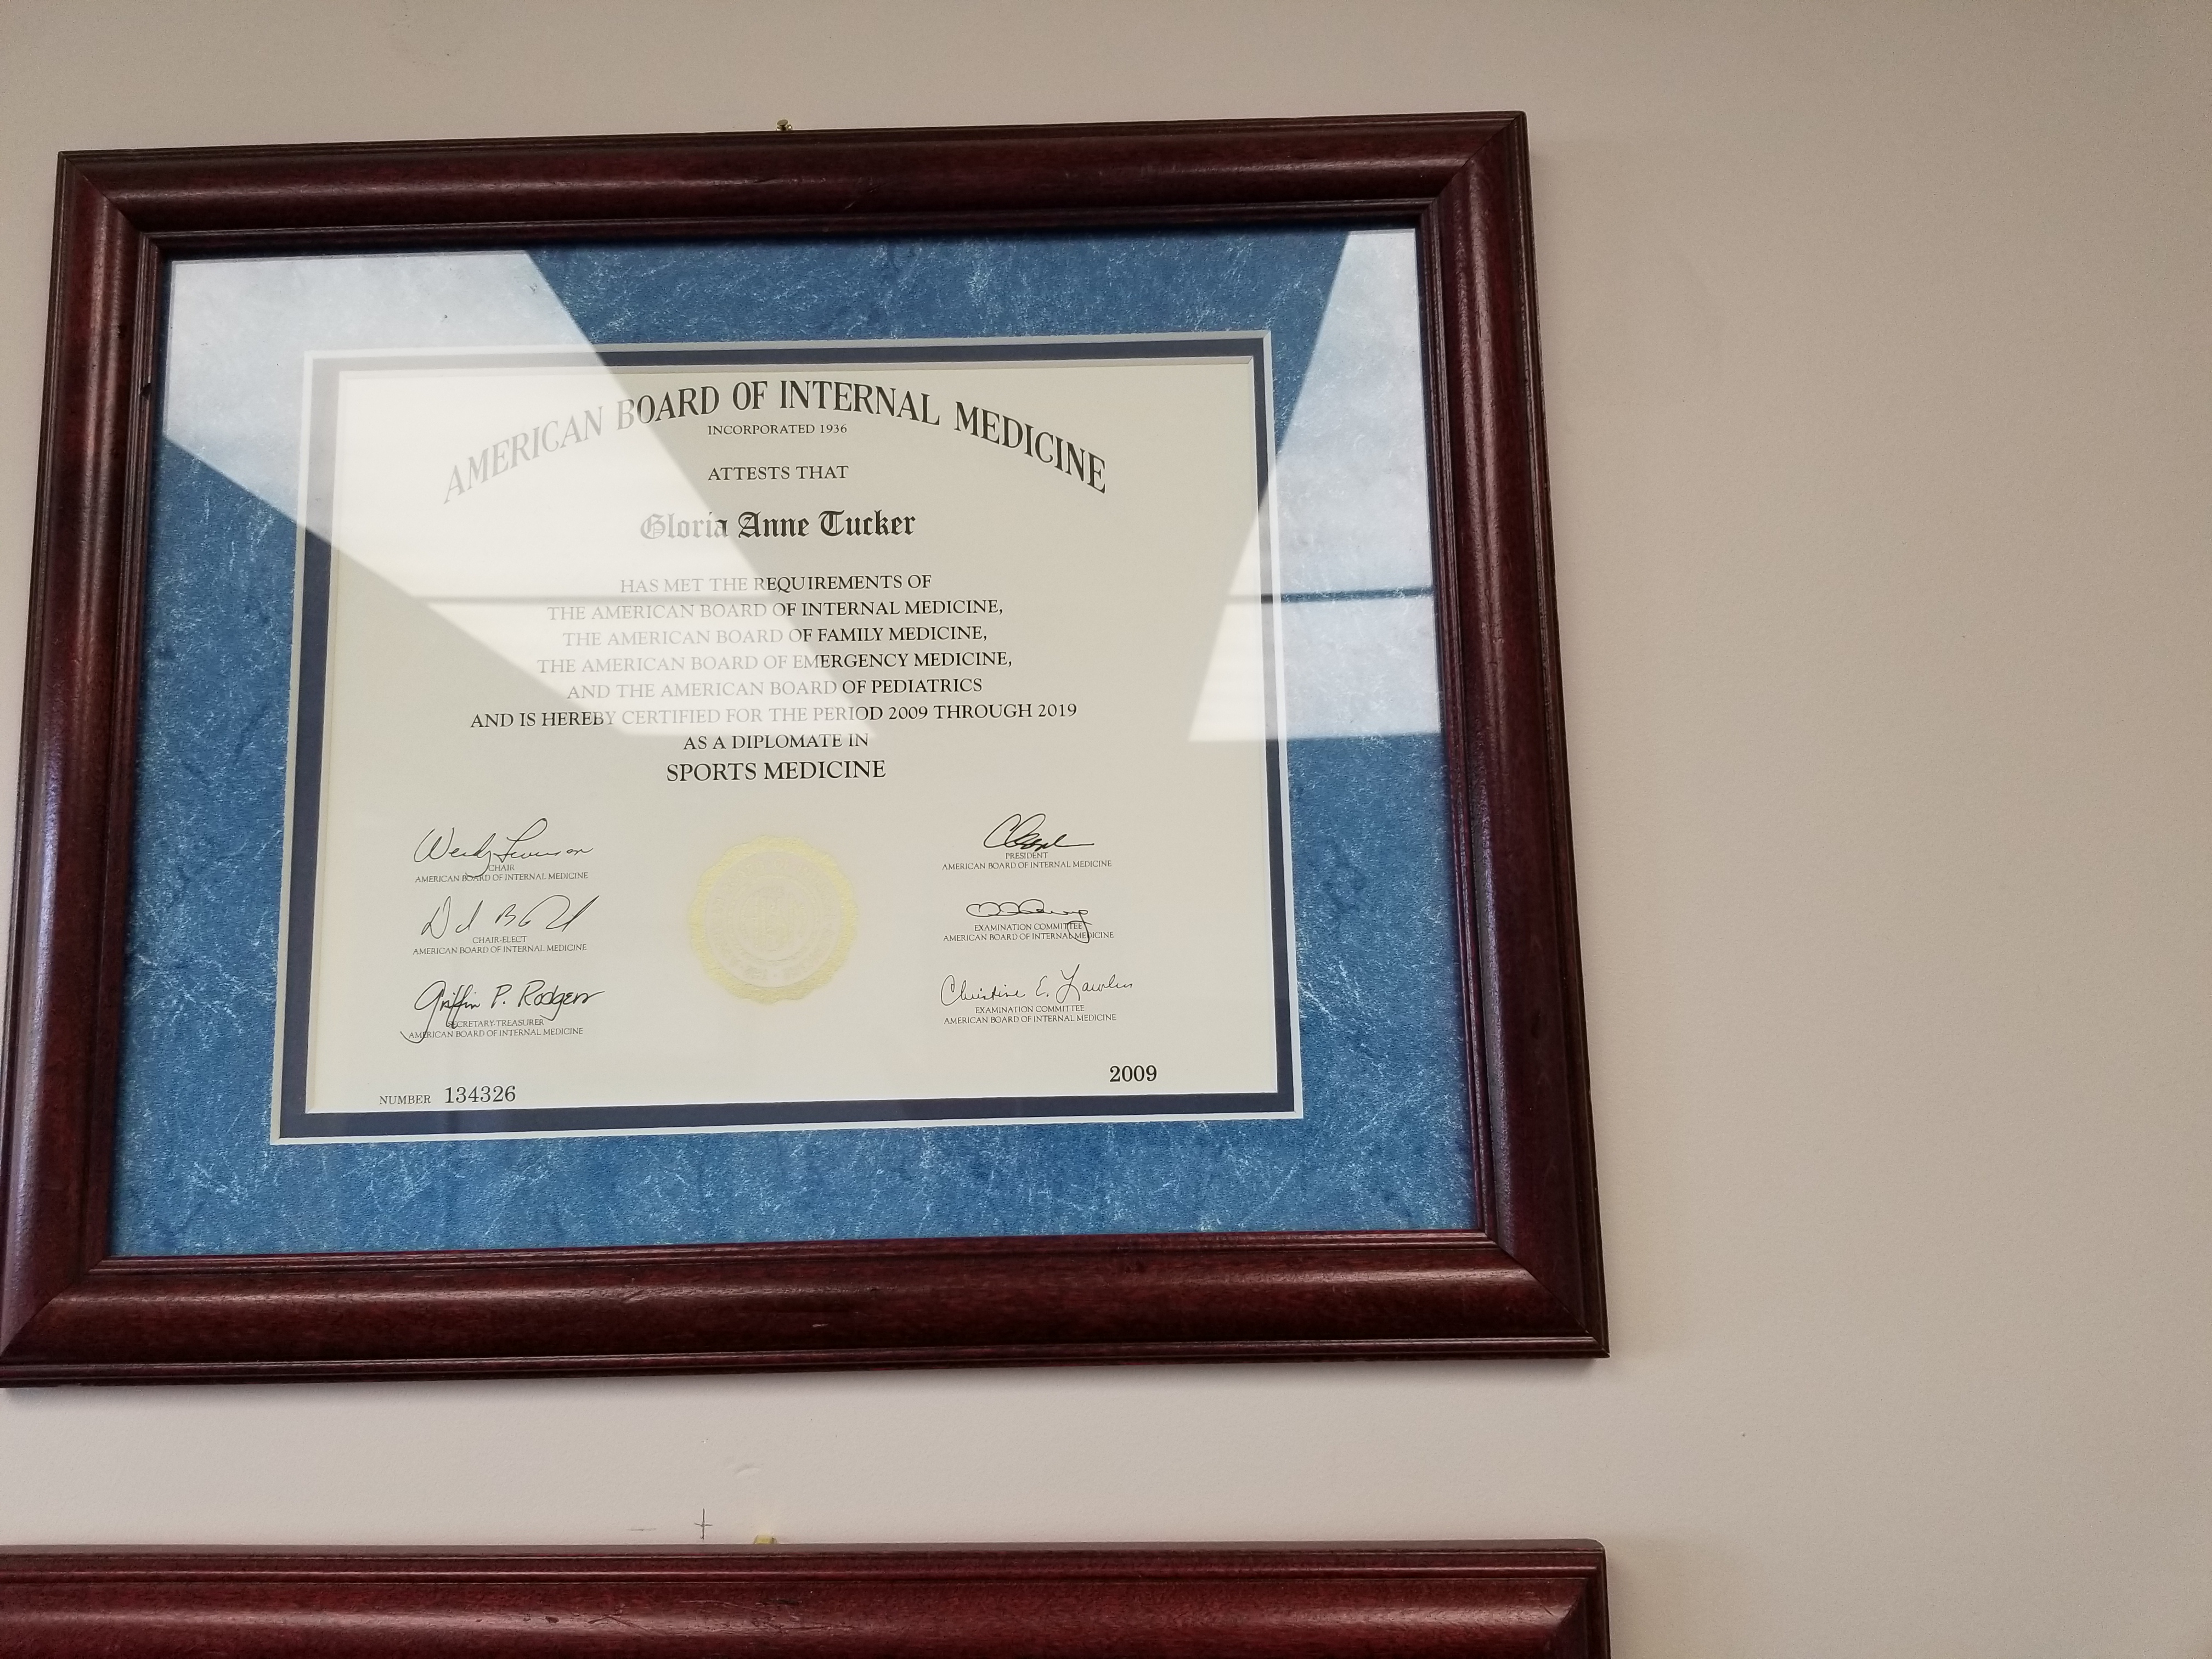 AMERICAN BOARD OF INTERNAL MEDICINE
INCORPORATED 1936
ATTESTS THAT
Gloria Anne Tucker
HAS MET THE REQUIREMENTS OF
THE AMERICAN BOARD OF INTERNAL MEDICINE,
THE AMERICAN BOARD OF FAMILY MEDICINE,
THE AMERICAN BOARD OF EMERGENCY MEDICINE,
AND THE AMERICAN BOARD OF PEDIATRICS
AND IS HEREBY CERTIFIED FOR THE PERIOD 2009 THROUGH 2019
AS A DIPLOMATE IN
SPORTS MEDICINE
Wendy
CHAIR
AMERICAN BOARD OF INTERNAL MEDICINE
CHAIR-ELECT
AMERICAN BOARD OF INTERNAL MEDICINE
Griffin P. Rodgers
SECRETARY-TREASURER
AMERICAN BOARD OF INTERNAL MEDICINE
PRESIDENT
AMERICAN BOARD OF INTERNAL MEDICINE
EXAMINATION COMMITTEE
AMERICAN BOARD OF INTERNAL MEDICINE
Christine E. Lawless
EXAMINATION COMMITTEE
AMERICAN BOARD OF INTERNAL MEDICINE
NUMBER 134326
2009